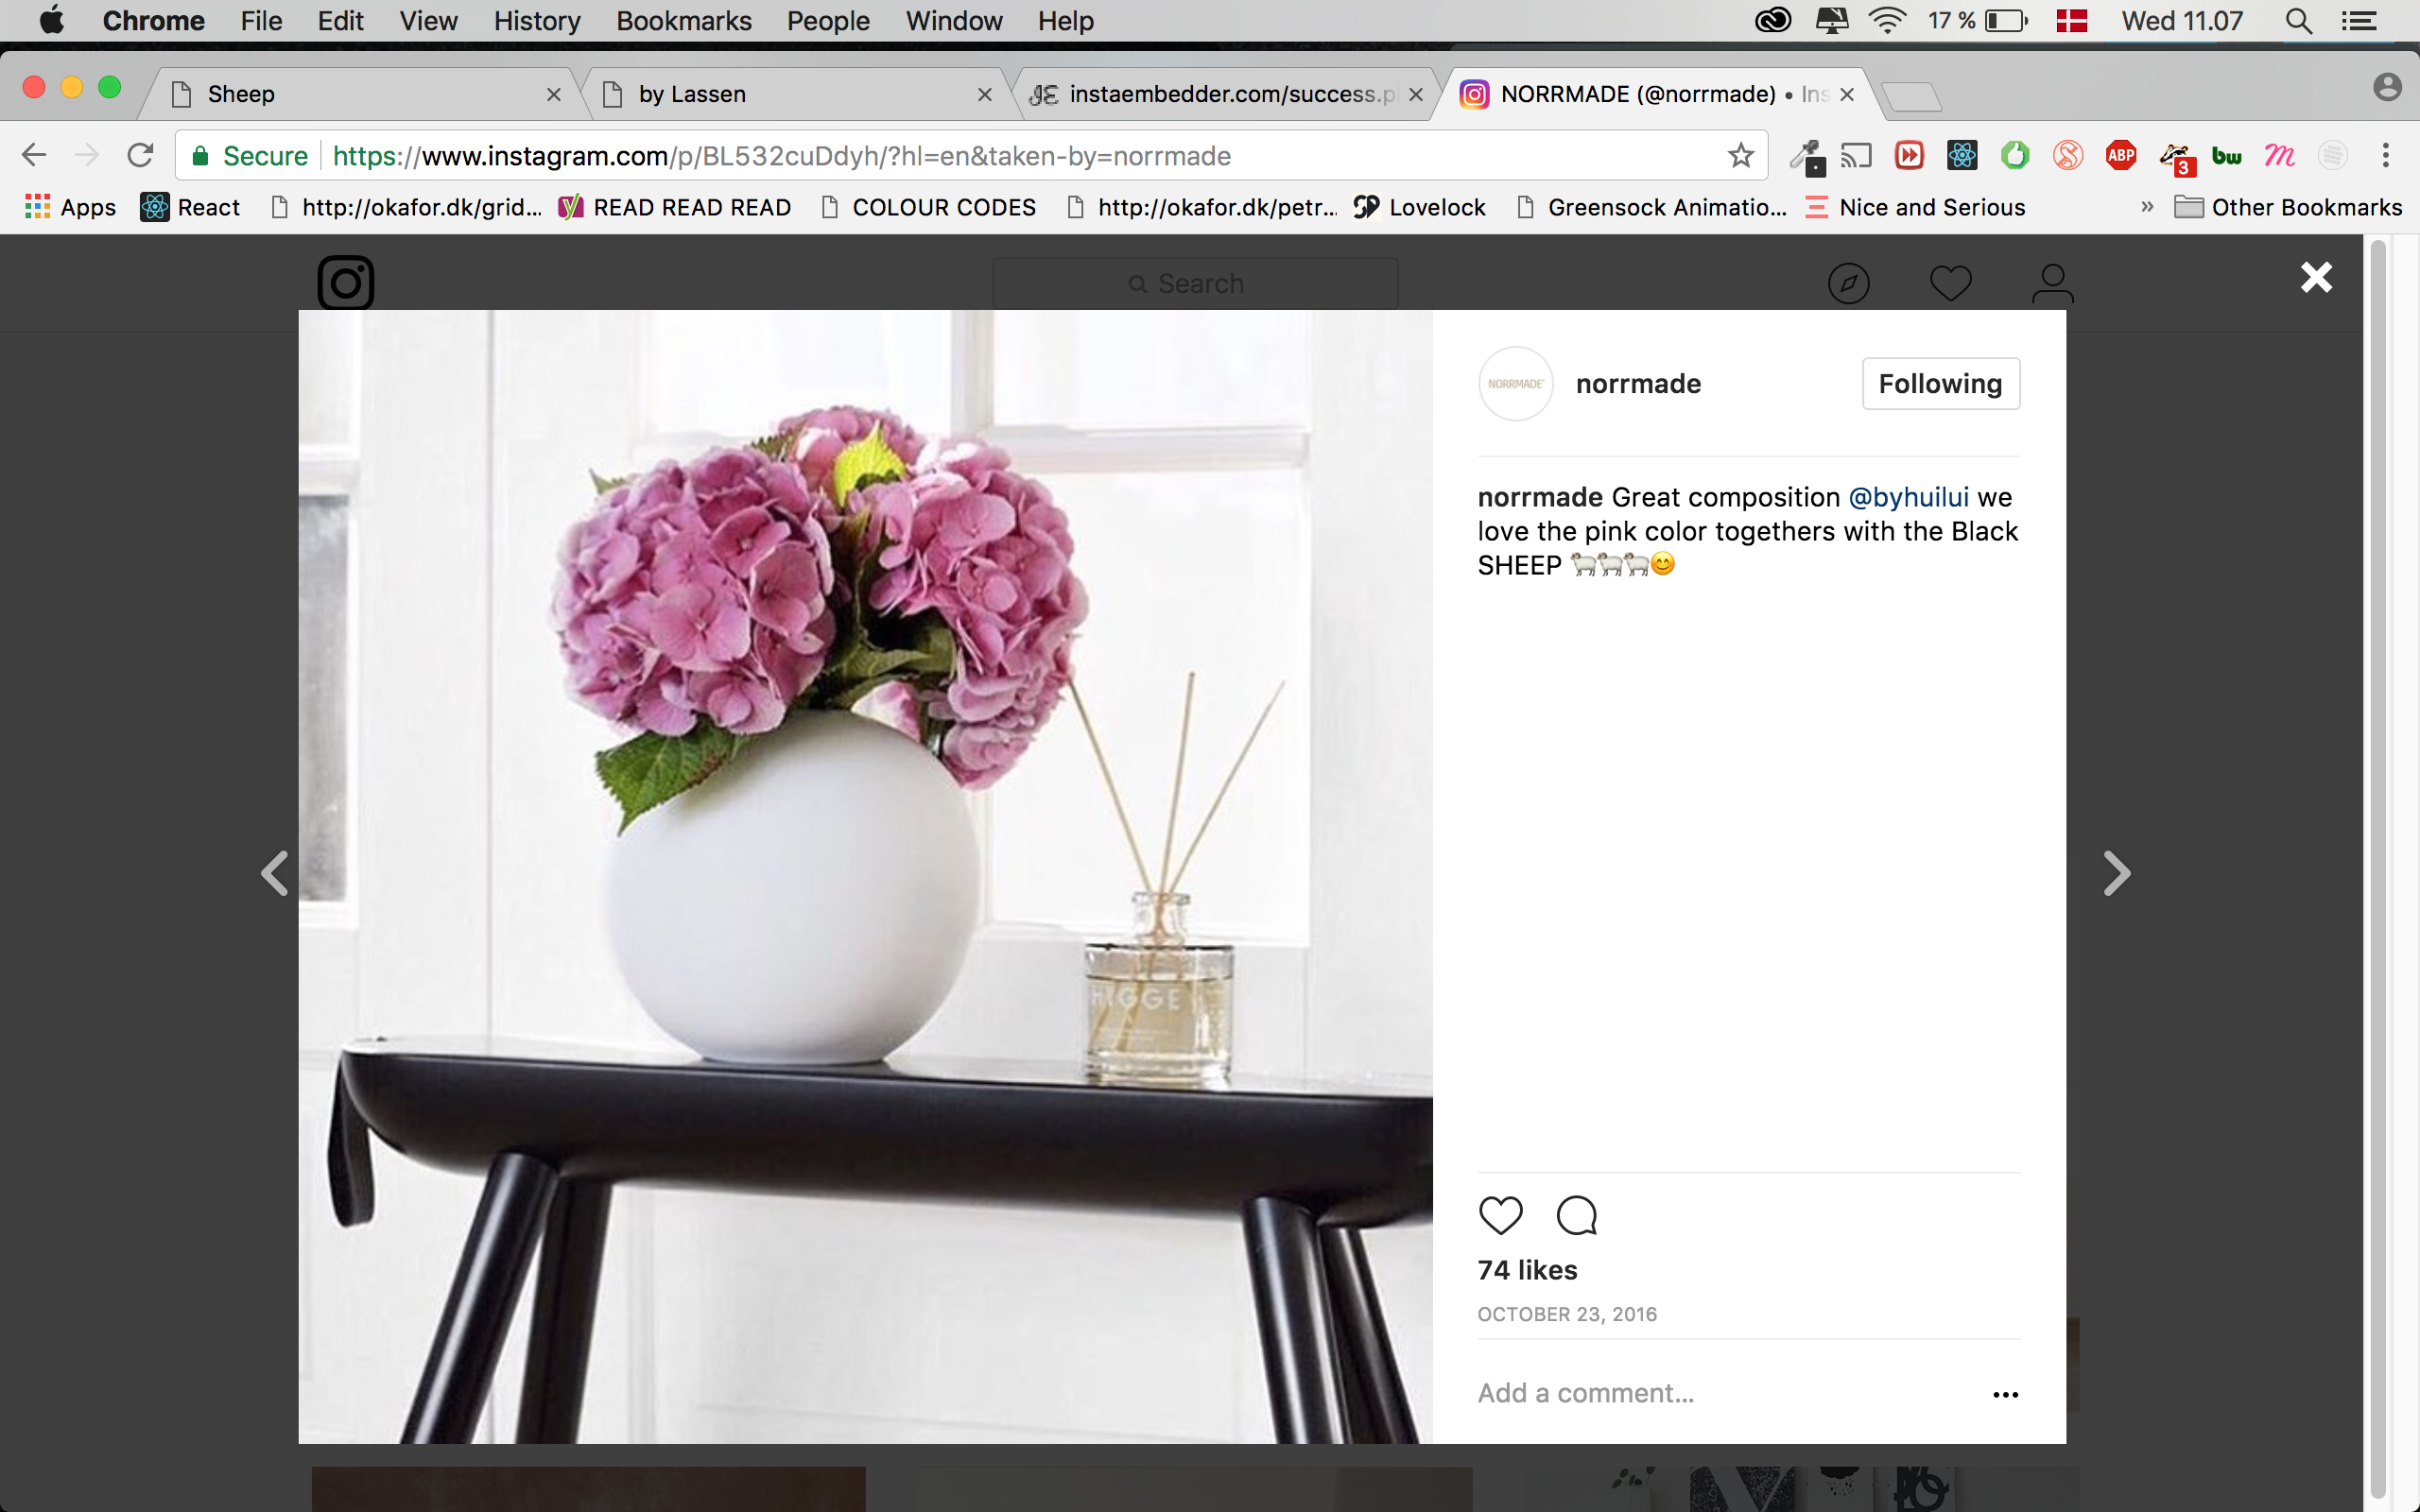 Chrome File Edit View History Bookmarks People Window Help 17 % Wed 11.07
Sheep by Lassen instaembedder.com/success.p NORRMADE (@norrmade) • Ins
Secure https://www.instagram.com/p/BL532cuDdyh/?hl=en&taken-by=norrmade ABP 3 bw m
Apps React http://okafor.dk/grid... READ READ READ COLOUR CODES http://okafor.dk/petr... Lovelock Greensock Animatio... Nice and Serious » Other Bookmarks
Search
NORRMADE norrmade Following
norrmade Great composition @byhuilui we
love the pink color togethers with the Black
SHEEP 🐑🐑🐑😊
HYGGE
74 likes
OCTOBER 23, 2016
Add a comment...